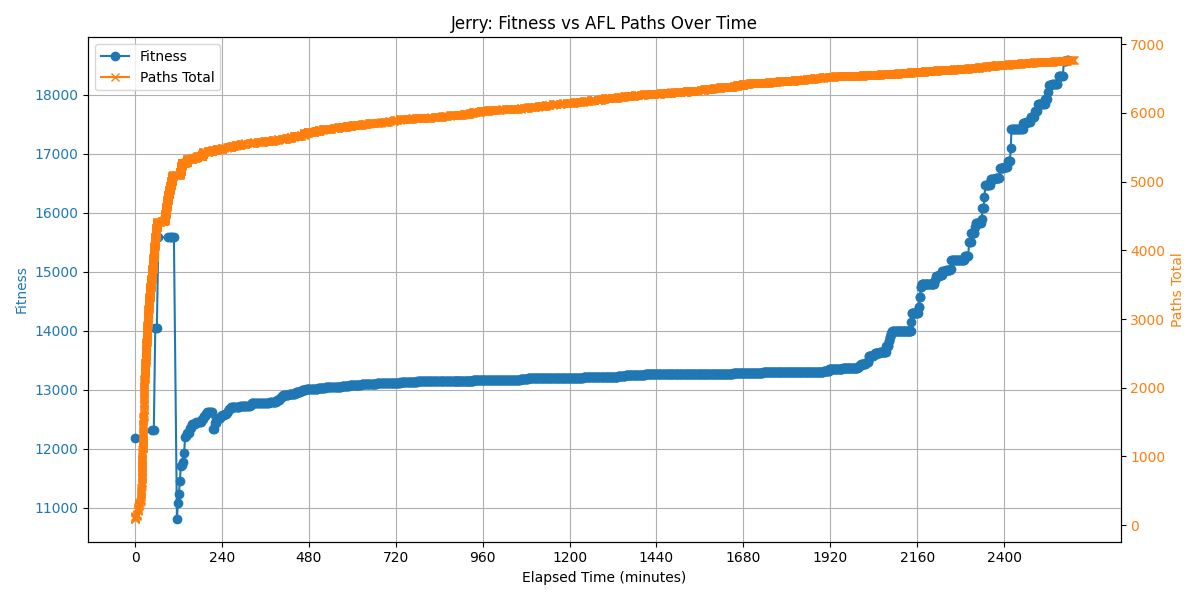 Jerry: Fitness vs AFL Paths Over Time
Fitness
Paths Total
18000
17000
16000
15000
14000
13000
12000
11000
Fitness
7000
6000
5000
4000
3000
2000
1000
0
Paths Total
0 240 480 720 960 1200 1440 1680 1920 2160 2400
Elapsed Time (minutes)